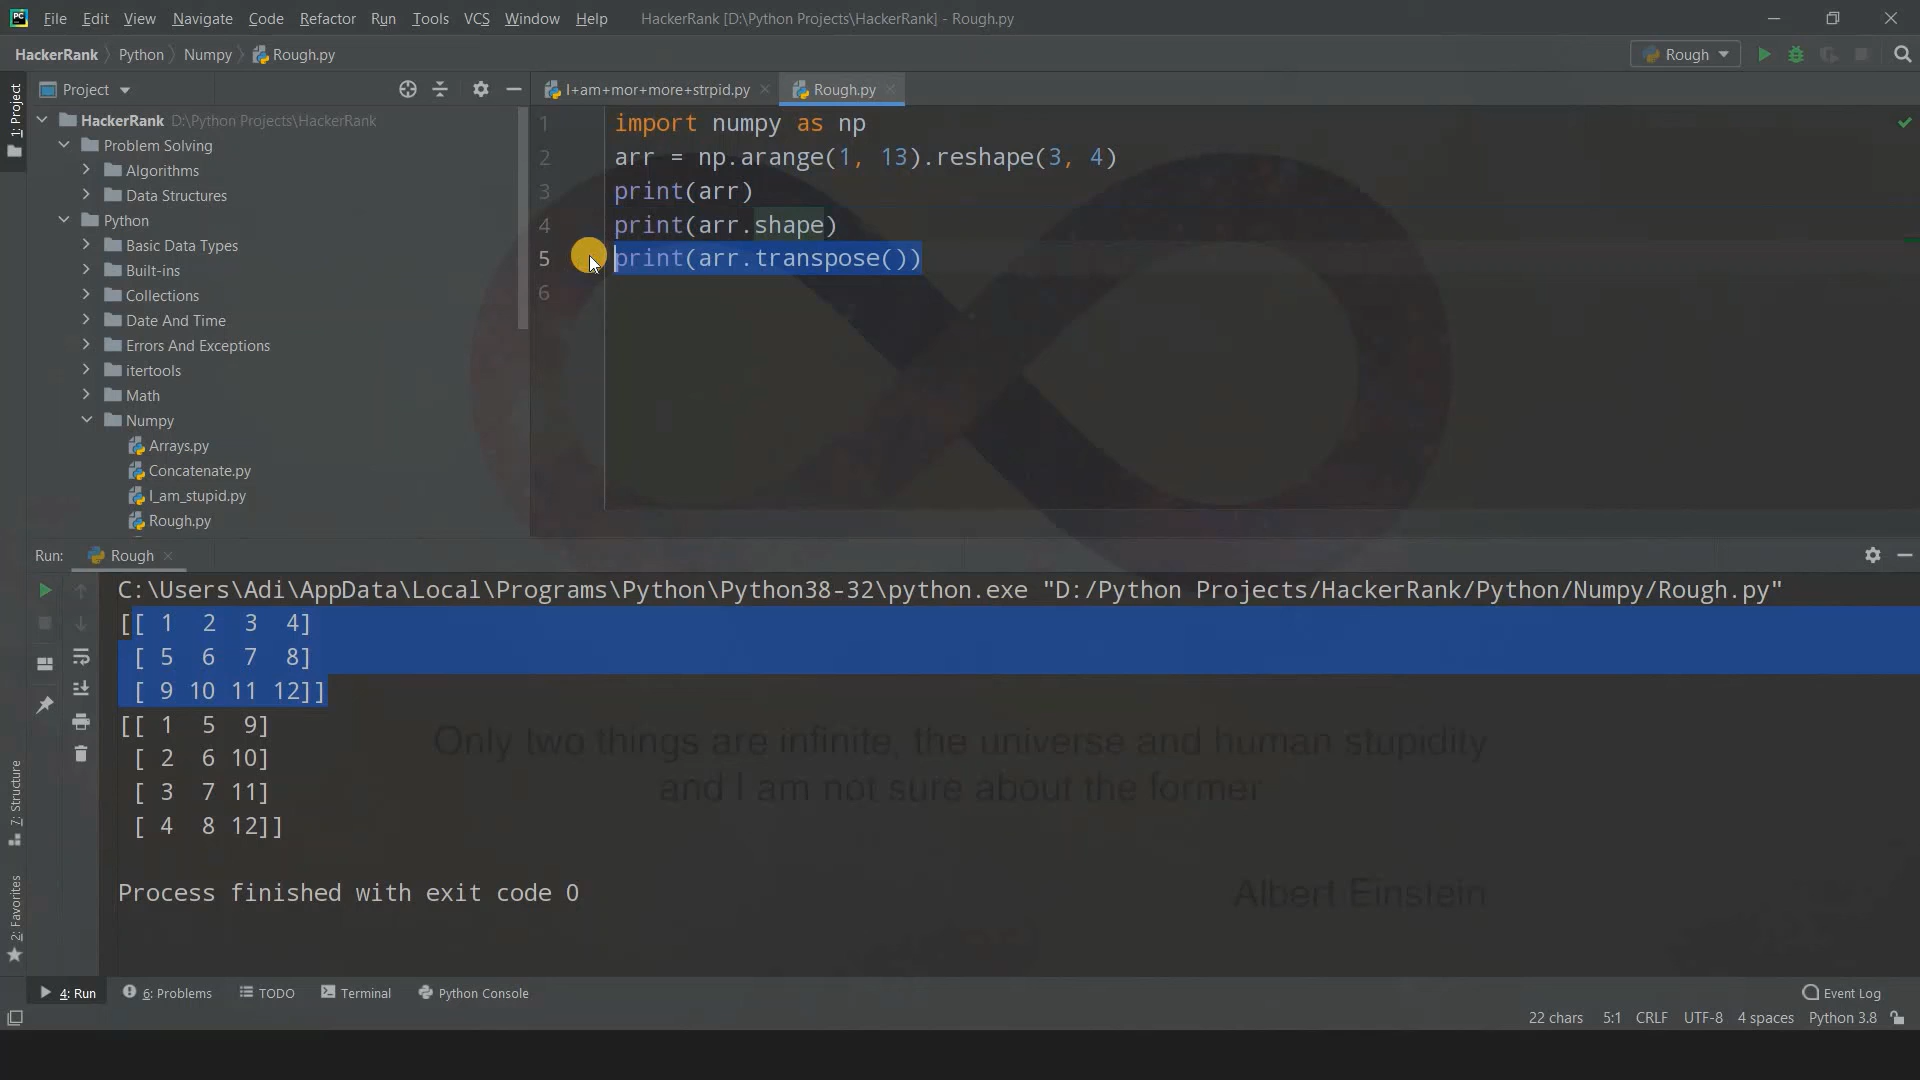 File Edit View Navigate Code Refactor Run Tools VCS Window Help HackerRank [D:\Python Projects\HackerRank] - Rough.py
HackerRank Python Numpy Rough.py Rough
Project I+am+mor+more+strpid.py Rough.py
1: Project
HackerRank D:\Python Projects\HackerRank
Problem Solving
Algorithms
Data Structures
Python
Basic Data Types
Built-ins
Collections
Date And Time
Errors And Exceptions
itertools
Math
Numpy
Arrays.py
Concatenate.py
I_am_stupid.py
Rough.py
1 import numpy as np
2 arr = np.arange(1, 13).reshape(3, 4)
3 print(arr)
4 print(arr.shape)
5 print(arr.transpose())
6
Run: Rough
C:\Users\Adi\AppData\Local\Programs\Python\Python38-32\python.exe "D:/Python Projects/HackerRank/Python/Numpy/Rough.py"
[[ 1 2 3 4]
[ 5 6 7 8]
[ 9 10 11 12]]
[[ 1 5 9]
[ 2 6 10]
[ 3 7 11]
[ 4 8 12]]
Only two things are infinite, the universe and human stupidity
and I am not sure about the former
Albert Einstein
Process finished with exit code 0
7: Structure
2: Favorites
4: Run 6: Problems TODO Terminal Python Console Event Log
22 chars 5:1 CRLF UTF-8 4 spaces Python 3.8